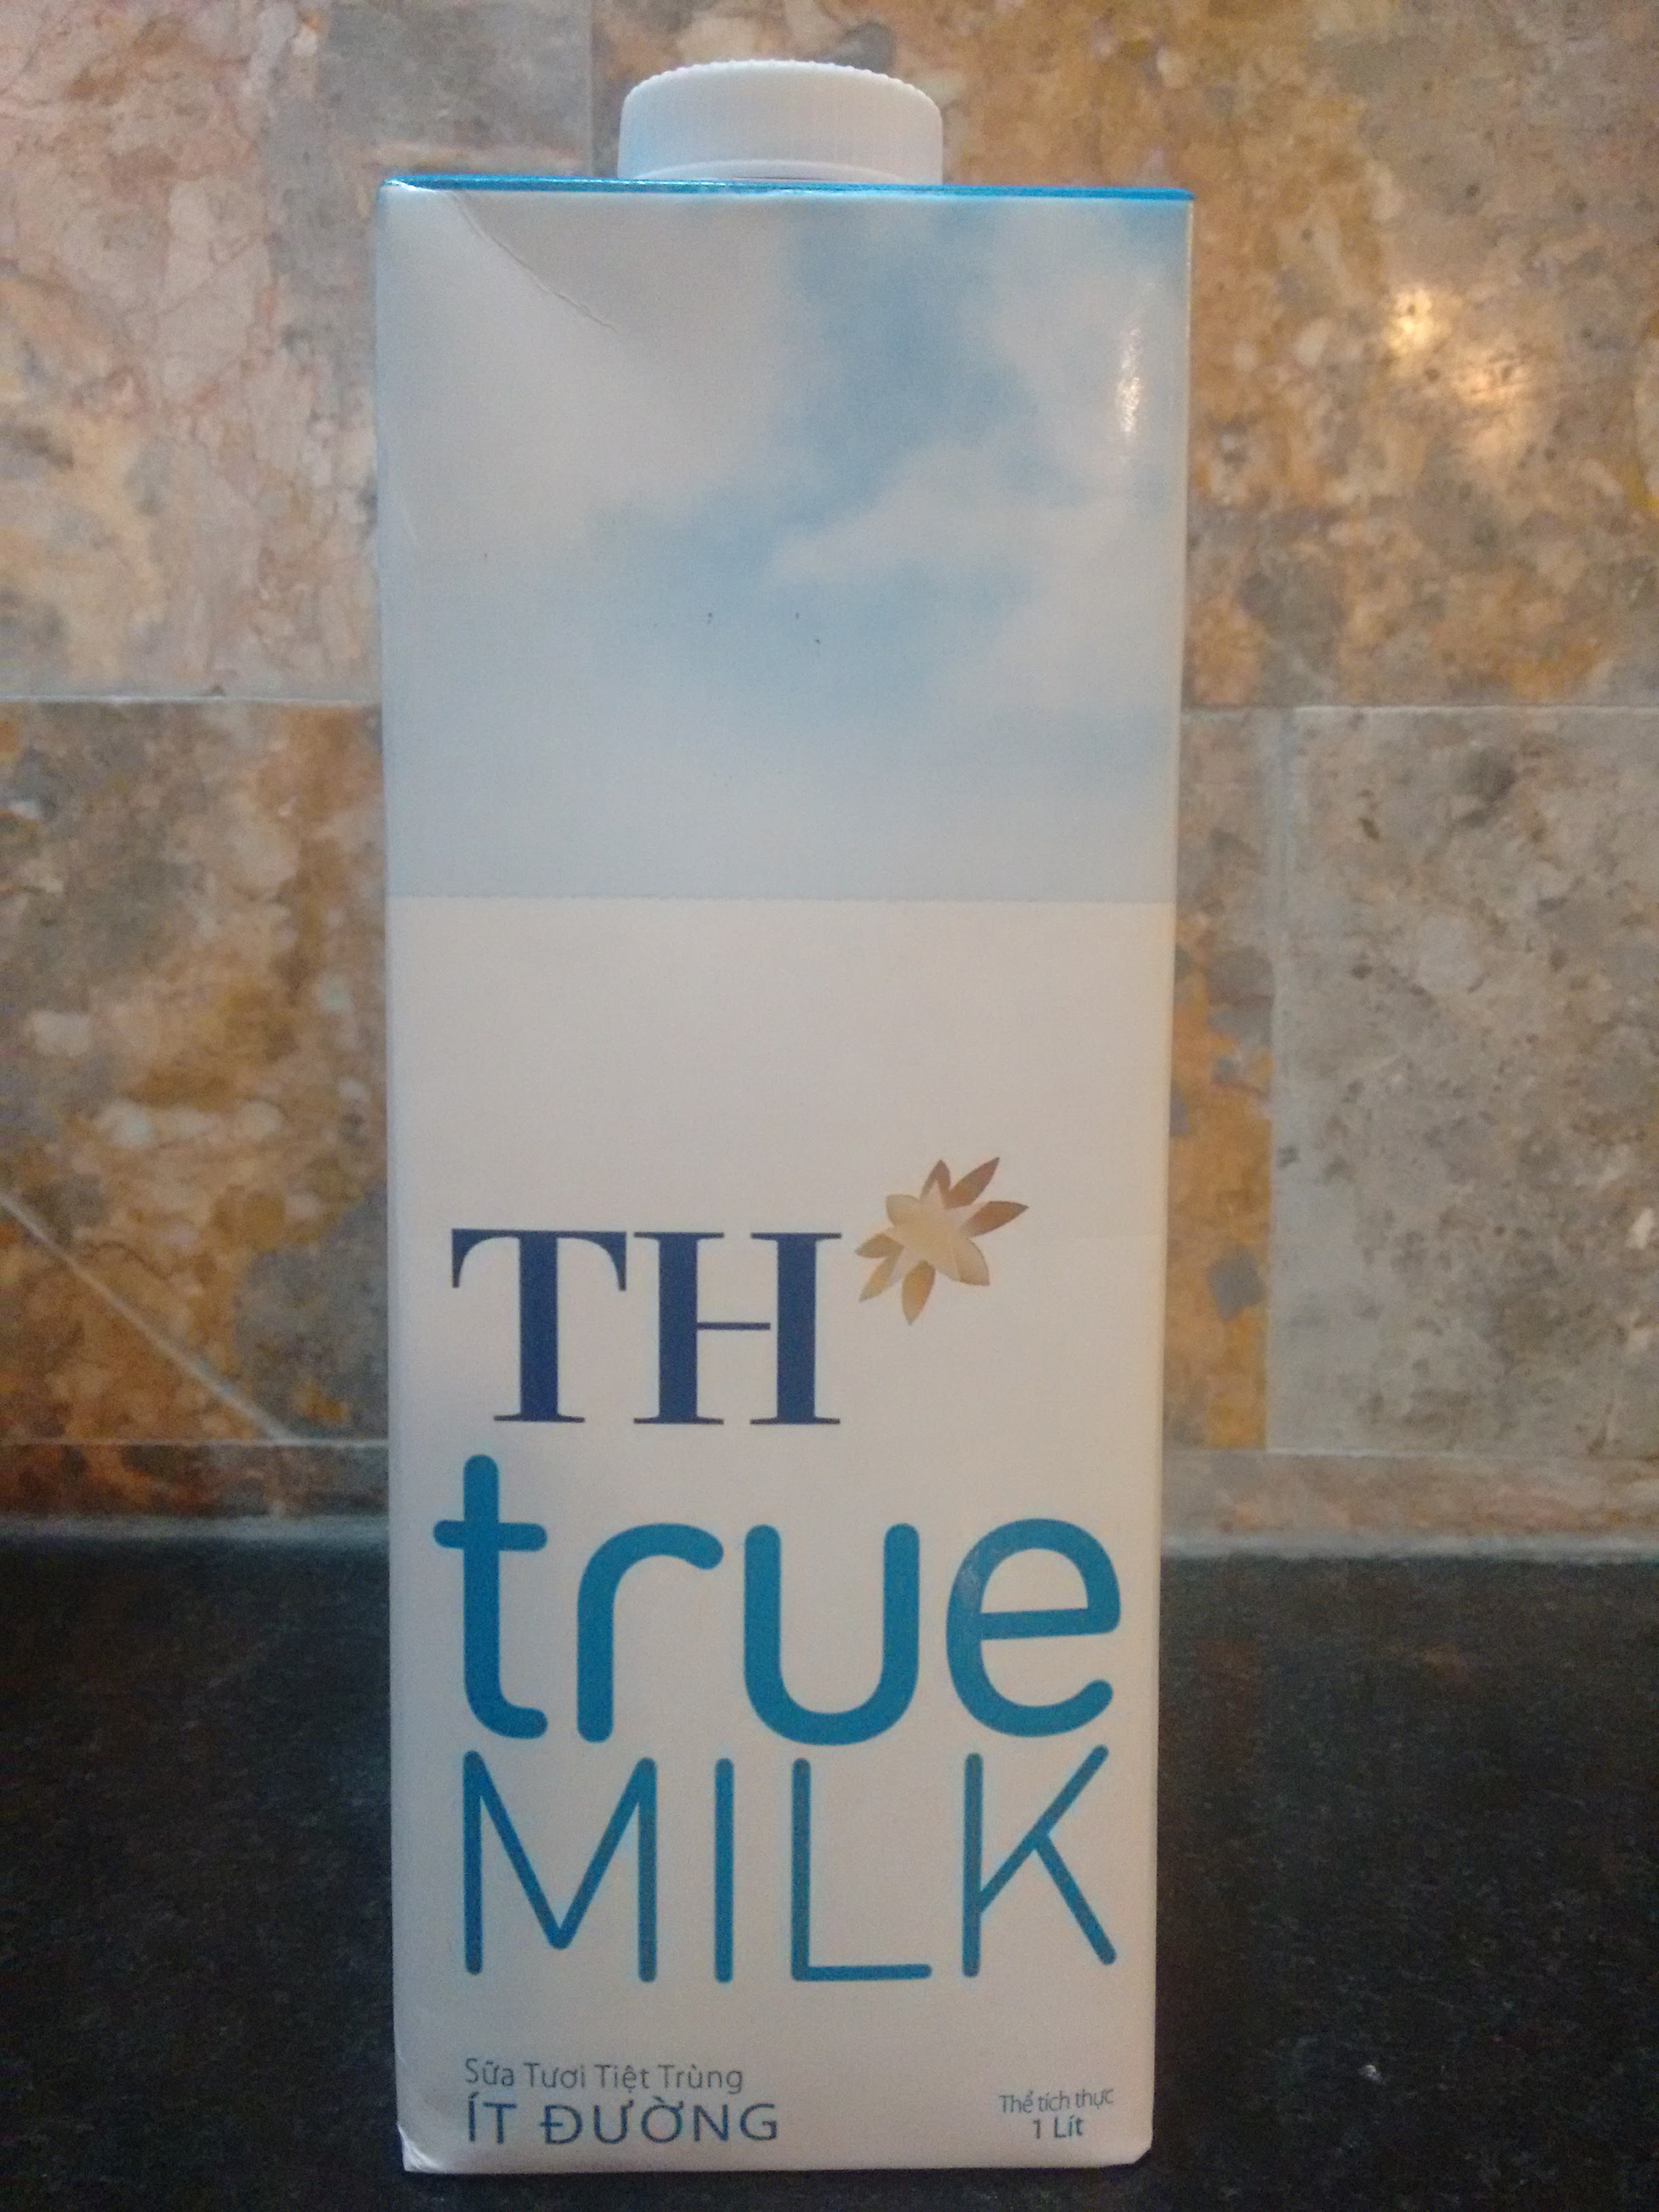 TH
true
MILK
Sữa Tươi Tiệt Trùng
ÍT ĐƯỜNG
Thể tích thực
1 Lít